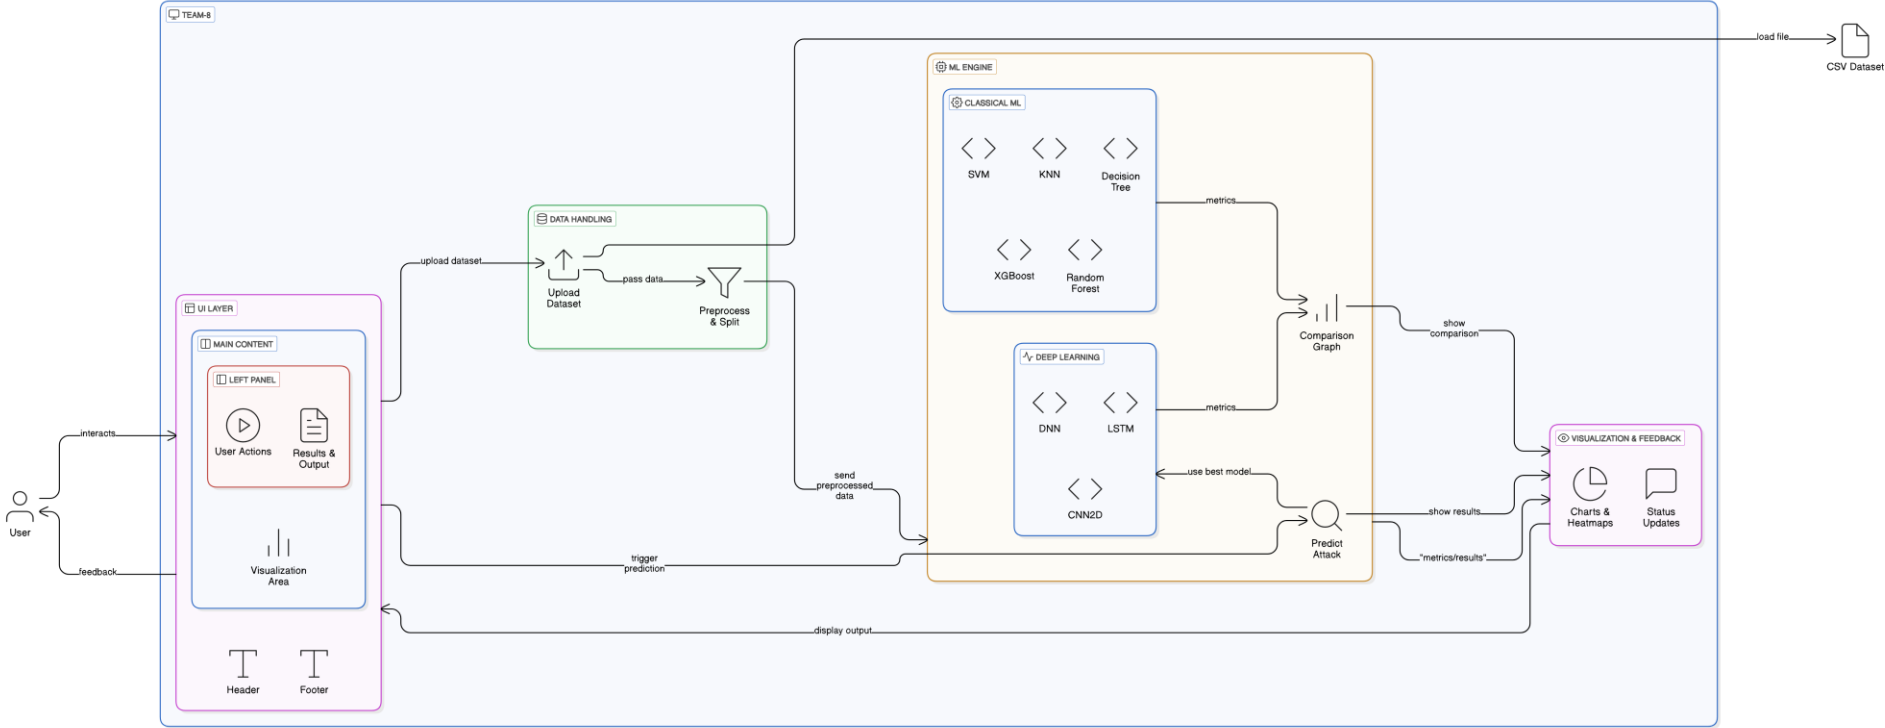 TEAM-8
load file
CSV Dataset
ML ENGINE
CLASSICAL ML
SVM
KNN
Decision
Tree
XGBoost
Random
Forest
metrics
DATA HANDLING
Upload
Dataset
pass data
Preprocess
& Split
upload dataset
UI LAYER
MAIN CONTENT
LEFT PANEL
User Actions
Results &
Output
Visualization
Area
Header
Footer
interacts
User
feedback
Comparison
Graph
show
comparison
DEEP LEARNING
DNN
LSTM
CNN2D
metrics
use best model
send
preprocessed
data
Predict
Attack
show results
"metrics/results"
VISUALIZATION & FEEDBACK
Charts &
Heatmaps
Status
Updates
trigger
prediction
display output